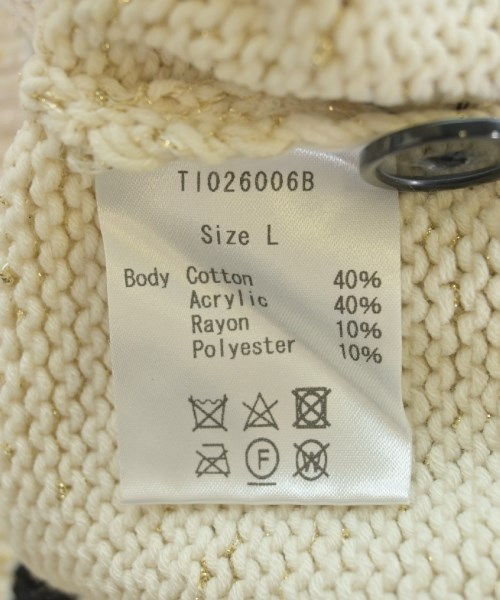 TI026006B
Size L
Body Cotton 40%
Acrylic 40%
Rayon 10%
Polyester 10%
F W